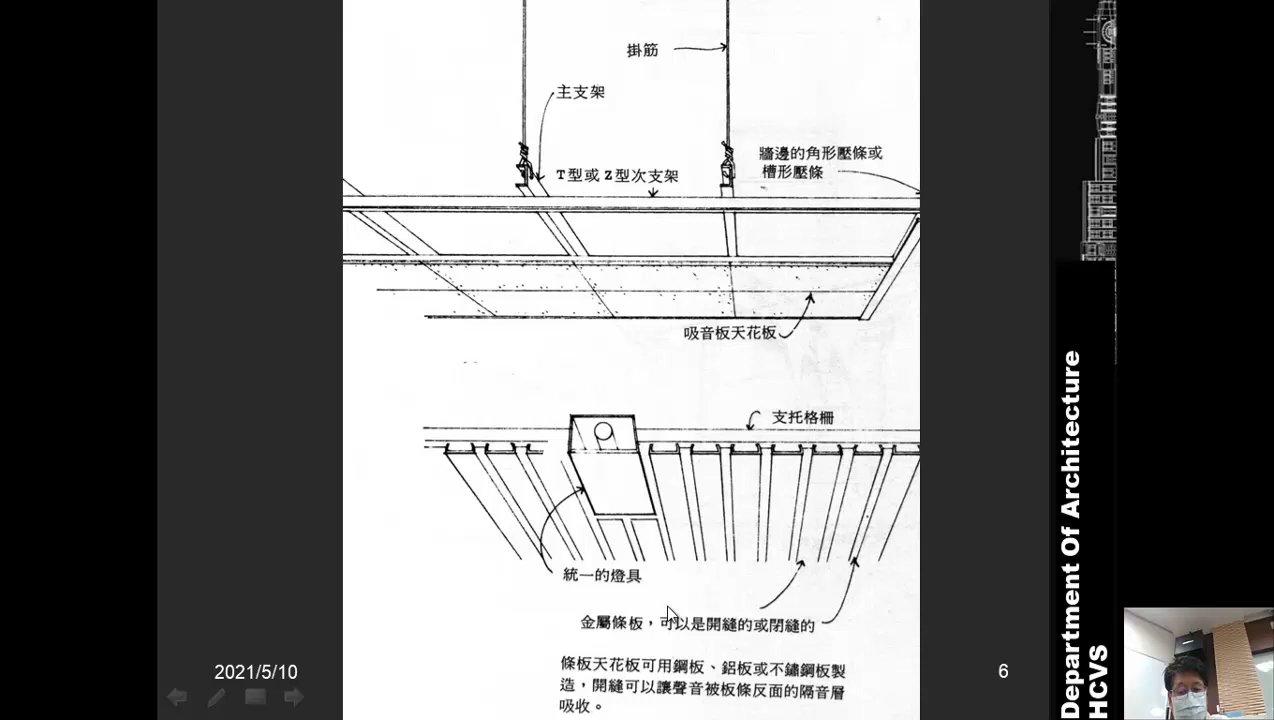 掛筋
主支架
牆邊的角形壓條或
槽形壓條
T型或Z型次支架
吸音板天花板
支托格柵
統一的燈具
金屬條板，可以是開縫的或閉縫的
條板天花板可用鋼板、鋁板或不鏽鋼板製
造，開縫可以讓聲音被板條反面的隔音層
吸收。
2021/5/10
6
Department Of Architecture
HCVS